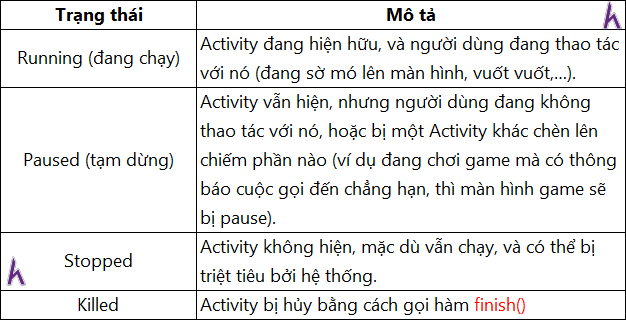 Trạng thái
Mô tả
Running (đang chạy)
Activity đang hiện hữu, và người dùng đang thao tác
với nó (đang sờ mó lên màn hình, vuốt vuốt,...).
Paused (tạm dừng)
Activity vẫn hiện, nhưng người dùng đang không
thao tác với nó, hoặc bị một Activity khác chèn lên
chiếm phần nào (ví dụ đang chơi game mà có thông
báo cuộc gọi đến chẳng hạn, thì màn hình game sẽ
bị pause).
Stopped
Activity không hiện, mặc dù vẫn chạy, và có thể bị
triệt tiêu bởi hệ thống.
Killed
Activity bị hủy bằng cách gọi hàm finish()